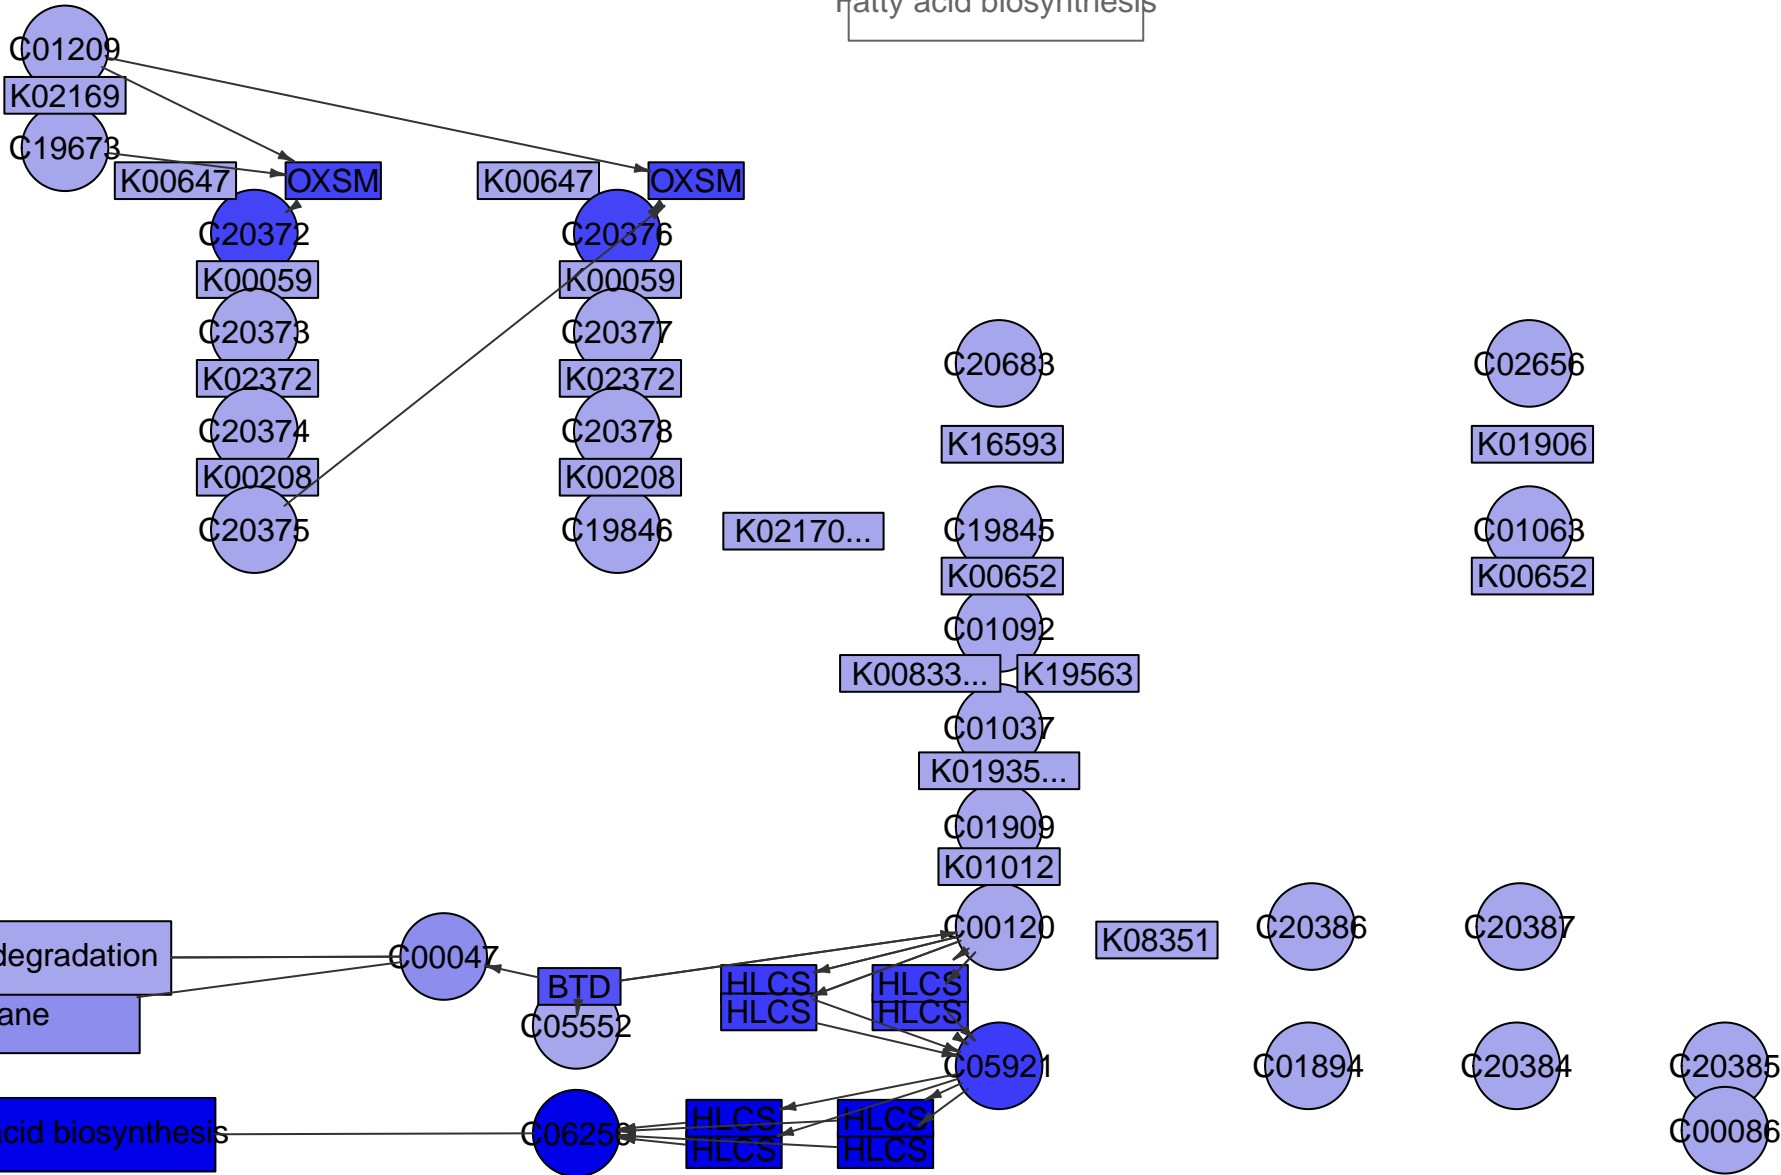 Fatty acid biosynthesis
C01209
K02169
C19673
K00647
OXSM
K00647
OXSM
C20372
C20376
K00059
K00059
C20373
C20377
C20683
C02656
K02372
K02372
C20374
C20378
K16593
K01906
K00208
K00208
C20375
C19846
K02170...
C19845
C01063
K00652
K00652
C01092
K00833...
K19563
C01037
K01935...
C01909
K01012
C00120
K08351
C20386
C20387
degradation
C00047
BTD
HLCS
HLCS
ane
C05552
HLCS
HLCS
C05921
C01894
C20384
C20385
HLCS
HLCS
acid biosynthesis
C06250
HLCS
HLCS
C00086